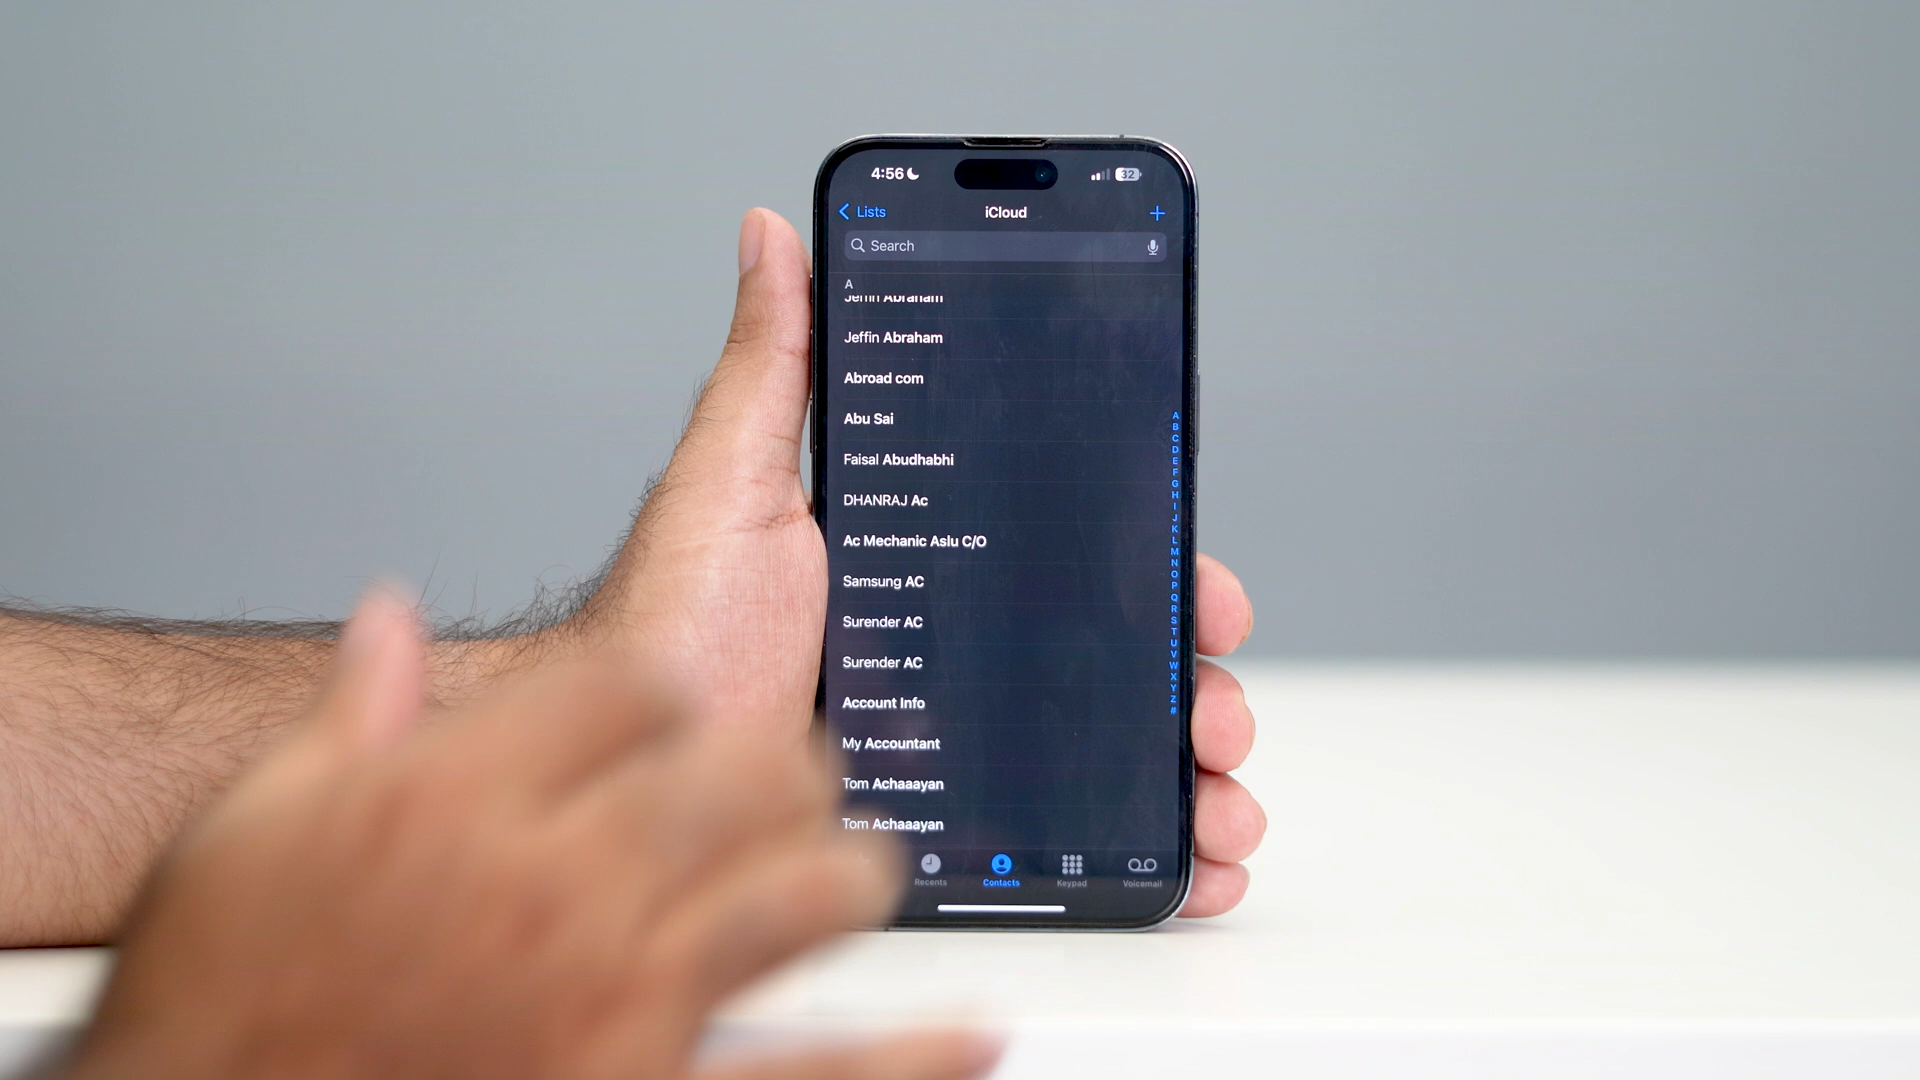 4:56
32
Lists
iCloud
+
Search
A
Abraham
Jeffin Abraham
Abroad com
Abu Sai
Faisal Abudhabhi
DHANRAJ Ac
Ac Mechanic Aslu C/O
Samsung AC
Surender AC
Surender AC
Account Info
My Accountant
Tom Achaaayan
Tom Achaaayan
A
B
C
D
E
F
G
H
I
J
K
L
M
N
O
P
Q
R
S
T
U
V
W
X
Y
Z
#
Recents
Contacts
Keypad
Voicemail